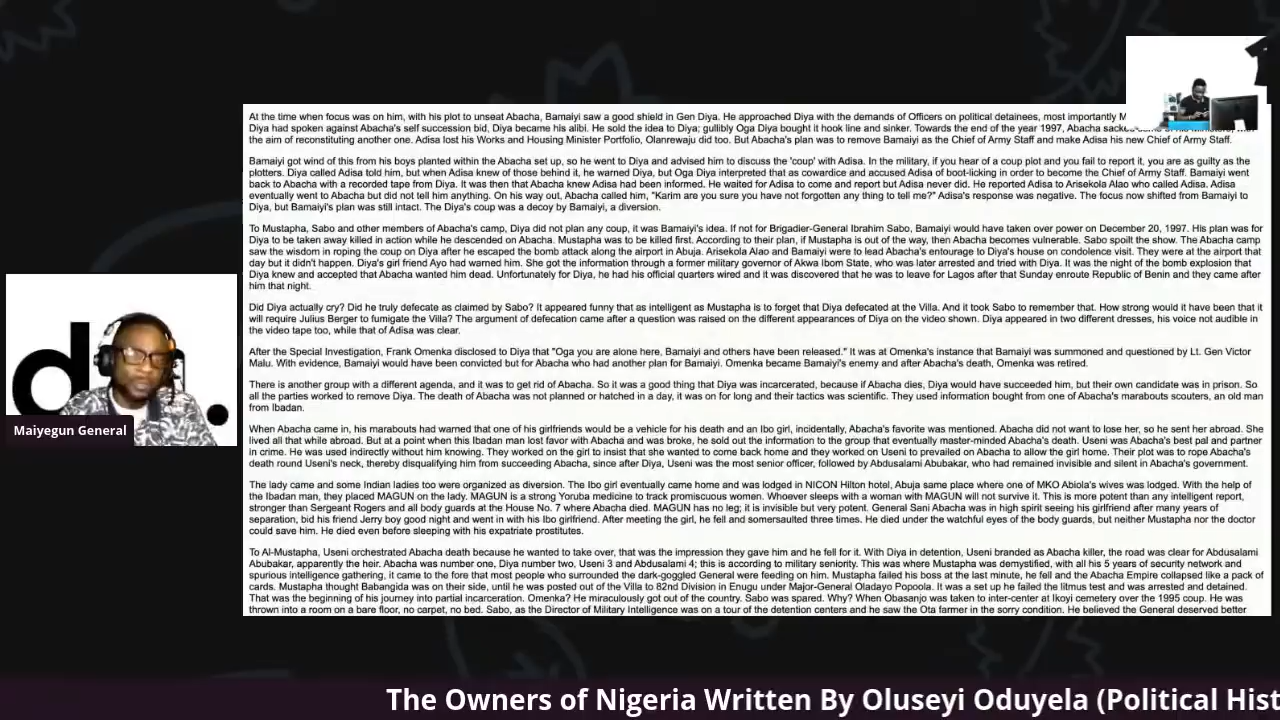 At the time when focus was on him, with his plot to unseat Abacha, Bamaiyi saw a good shield in Gen Diya. He approached Diya with the demands of Officers on political detainees, most importantly M
Diya had spoken against Abacha's self succession bid, Diya became his alibi. He sold the idea to Diya; gullibly Oga Diya bought it hook line and sinker. Towards the end of the year 1997, Abacha sacked some of his Ministers, with
the aim of reconstituting another one. Adisa lost his Works and Housing Minister Portfolio, Olanrewaju did too. But Abacha's plan was to remove Bamaiyi as the Chief of Army Staff and make Adisa his new Chief of Army Staff.
Bamaiyi got wind of this from his boys planted within the Abacha set up, so he went to Diya and advised him to discuss the 'coup' with Adisa. In the military, if you hear of a coup plot and you fail to report it, you are as guilty as the
plotters. Diya called Adisa told him, but when Adisa knew of those behind it, he warned Diya, but Oga Diya interpreted that as cowardice and accused Adisa of boot-licking in order to become the Chief of Army Staff. Bamaiyi went
back to Abacha with a recorded tape from Diya. It was then that Abacha knew Adisa had been informed. He waited for Adisa to come and report but Adisa never did. He reported Adisa to Arisekola Alao who called Adisa. Adisa
eventually went to Abacha but did not tell him anything. On his way out, Abacha called him, "Karim are you sure you have not forgotten any thing to tell me?" Adisa's response was negative. The focus now shifted from Bamaiyi to
Diya, but Bamaiyi's plan was still intact. The Diya's coup was a decoy by Bamaiyi, a diversion.
To Mustapha, Sabo and other members of Abacha's camp, Diya did not plan any coup, it was Bamaiyi's idea. If not for Brigadier-General Ibrahim Sabo, Bamaiyi would have taken over power on December 20, 1997. His plan was for
Diya to be taken away killed in action while he descended on Abacha. Mustapha was to be killed first. According to their plan, if Mustapha is out of the way, then Abacha becomes vulnerable. Sabo spoilt the show. The Abacha camp
saw the wisdom in roping the coup on Diya after he escaped the bomb attack along the airport in Abuja. Arisekola Alao and Bamaiyi were to lead Abacha's entourage to Diya's house on condolence visit. They were at the airport that
day but it didn't happen. Diya's girl friend Ayo had warned him. She got the information through a former military governor of Akwa Ibom State, who was later arrested and tried with Diya. It was the night of the bomb explosion that
Diya knew and accepted that Abacha wanted him dead. Unfortunately for Diya, he had his official quarters wired and it was discovered that he was to leave for Lagos after that Sunday enroute Republic of Benin and they came after
him that night.
Did Diya actually cry? Did he truly defecate as claimed by Sabo? It appeared funny that as intelligent as Mustapha is to forget that Diya defecated at the Villa. And it took Sabo to remember that. How strong would it have been that it
will require Julius Berger to fumigate the Villa? The argument of defecation came after a question was raised on the different appearances of Diya on the video shown. Diya appeared in two different dresses, his voice not audible in
the video tape too, while that of Adisa was clear.
After the Special Investigation, Frank Omenka disclosed to Diya that "Oga you are alone here, Bamaiyi and others have been released." It was at Omenka's instance that Bamaiyi was summoned and questioned by Lt. Gen Victor
Malu. With evidence, Bamaiyi would have been convicted but for Abacha who had another plan for Bamaiyi. Omenka became Bamaiyi's enemy and after Abacha's death, Omenka was retired.
There is another group with a different agenda, and it was to get rid of Abacha. So it was a good thing that Diya was incarcerated, because if Abacha dies, Diya would have succeeded him, but their own candidate was in prison. So
all the parties worked to remove Diya. The death of Abacha was not planned or hatched in a day, it was on for long and their tactics was scientific. They used information bought from one of Abacha's marabouts scouters, an old man
from Ibadan.
When Abacha came in, his marabouts had warned that one of his girlfriends would be a vehicle for his death and an Ibo girl, incidentally, Abacha's favorite was mentioned. Abacha did not want to lose her, so he sent her abroad. She
lived all that while abroad. But at a point when this Ibadan man lost favor with Abacha and was broke, he sold out the information to the group that eventually master-minded Abacha's death. Useni was Abacha's best pal and partner
in crime. He was used indirectly without him knowing. They worked on the girl to insist that she wanted to come back home and they worked on Useni to prevailed on Abacha to allow the girl home. Their plot was to rope Abacha's
death round Useni's neck, thereby disqualifying him from succeeding Abacha, since after Diya, Useni was the most senior officer, followed by Abdusalami Abubakar, who had remained invisible and silent in Abacha's government.
The lady came and some Indian ladies too were organized as diversion. The Ibo girl eventually came home and was lodged in NICON Hilton hotel, Abuja same place where one of MKO Abiola's wives was lodged. With the help of
the Ibadan man, they placed MAGUN on the lady. MAGUN is a strong Yoruba medicine to track promiscuous women. Whoever sleeps with a woman with MAGUN will not survive it. This is more potent than any intelligent report,
stronger than Sergeant Rogers and all body guards at the House No. 7 where Abacha died. MAGUN has no leg; it is invisible but very potent. General Sani Abacha was in high spirit seeing his girlfriend after many years of
separation, bid his friend Jerry boy good night and went in with his Ibo girlfriend. After meeting the girl, he fell and somersaulted three times. He died under the watchful eyes of the body guards, but neither Mustapha nor the doctor
could save him. He died even before sleeping with his expatriate prostitutes.
To Al-Mustapha, Useni orchestrated Abacha death because he wanted to take over, that was the impression they gave him and he fell for it. With Diya in detention, Useni branded as Abacha killer, the road was clear for Abdusalami
Abubakar, apparently the heir. Abacha was number one, Diya number two, Useni 3 and Abdusalami 4; this is according to military seniority. This was where Mustapha was demystified, with all his 5 years of security network and
spurious intelligence gathering, it came to the fore that most people who surrounded the dark-goggled General were feeding on him. Mustapha failed his boss at the last minute, he fell and the Abacha Empire collapsed like a pack of
cards. Mustapha thought Babangida was on their side, until he was posted out of the Villa to 82nd Division in Enugu under Major-General Oladayo Popoola. It was a set up he failed the litmus test and was arrested and detained.
That was the beginning of his journey into partial incarceration. Omenka? He miraculously got out of the country. Sabo was spared. Why? When Obasanjo was taken to inter-center at Ikoyi cemetery over the 1995 coup. He was
thrown into a room on a bare floor, no carpet, no bed. Sabo, as the Director of Military Intelligence was on a tour of the detention centers and he saw the Ota farmer in the sorry condition. He believed the General deserved better
Maiyegun General
The Owners of Nigeria Written By Oluseyi Oduyela (Political Hist